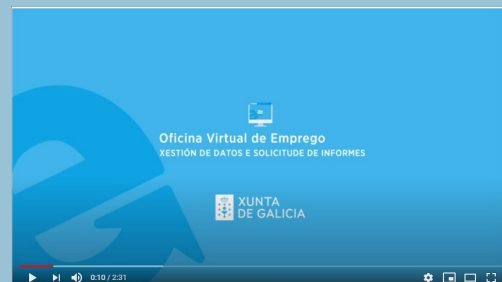 Oficina Virtual de Emprego
XESTIÓN DE DATOS E SOLICITUDE DE INFORMES
XUNTA
DE GALICIA
0:10 / 2:31